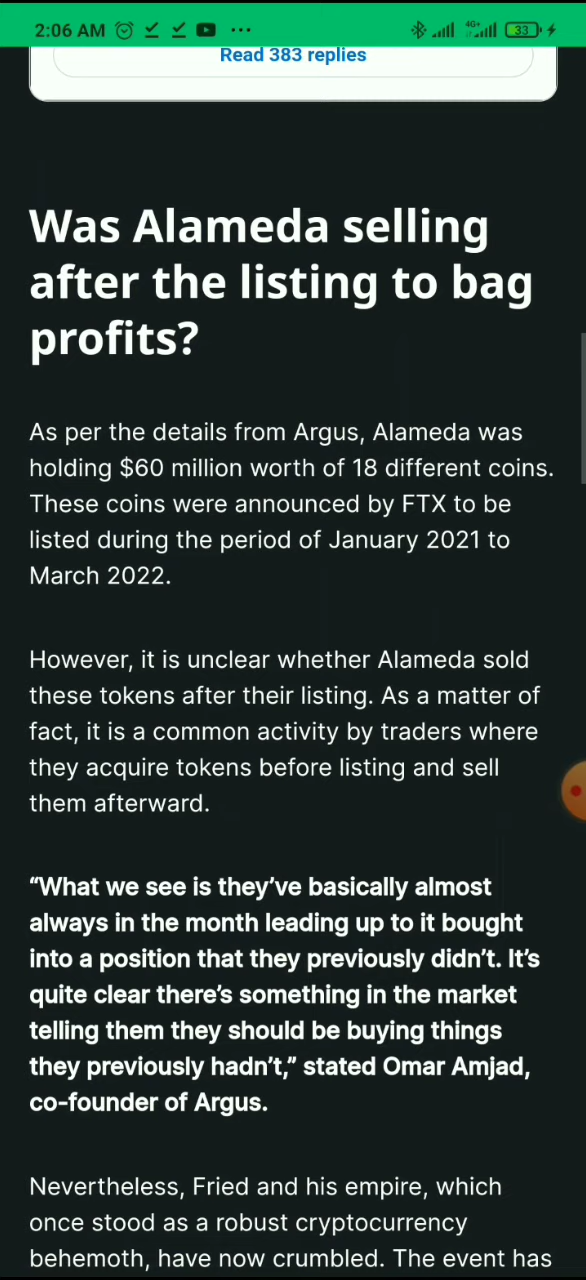 2:06 AM
4G+
33
Read 383 replies
Was Alameda selling
after the listing to bag
profits?
As per the details from Argus, Alameda was
holding $60 million worth of 18 different coins.
These coins were announced by FTX to be
listed during the period of January 2021 to
March 2022.
However, it is unclear whether Alameda sold
these tokens after their listing. As a matter of
fact, it is a common activity by traders where
they acquire tokens before listing and sell
them afterward.
“What we see is they’ve basically almost
always in the month leading up to it bought
into a position that they previously didn’t. It’s
quite clear there’s something in the market
telling them they should be buying things
they previously hadn’t,” stated Omar Amjad,
co-founder of Argus.
Nevertheless, Fried and his empire, which
once stood as a robust cryptocurrency
behemoth, have now crumbled. The event has